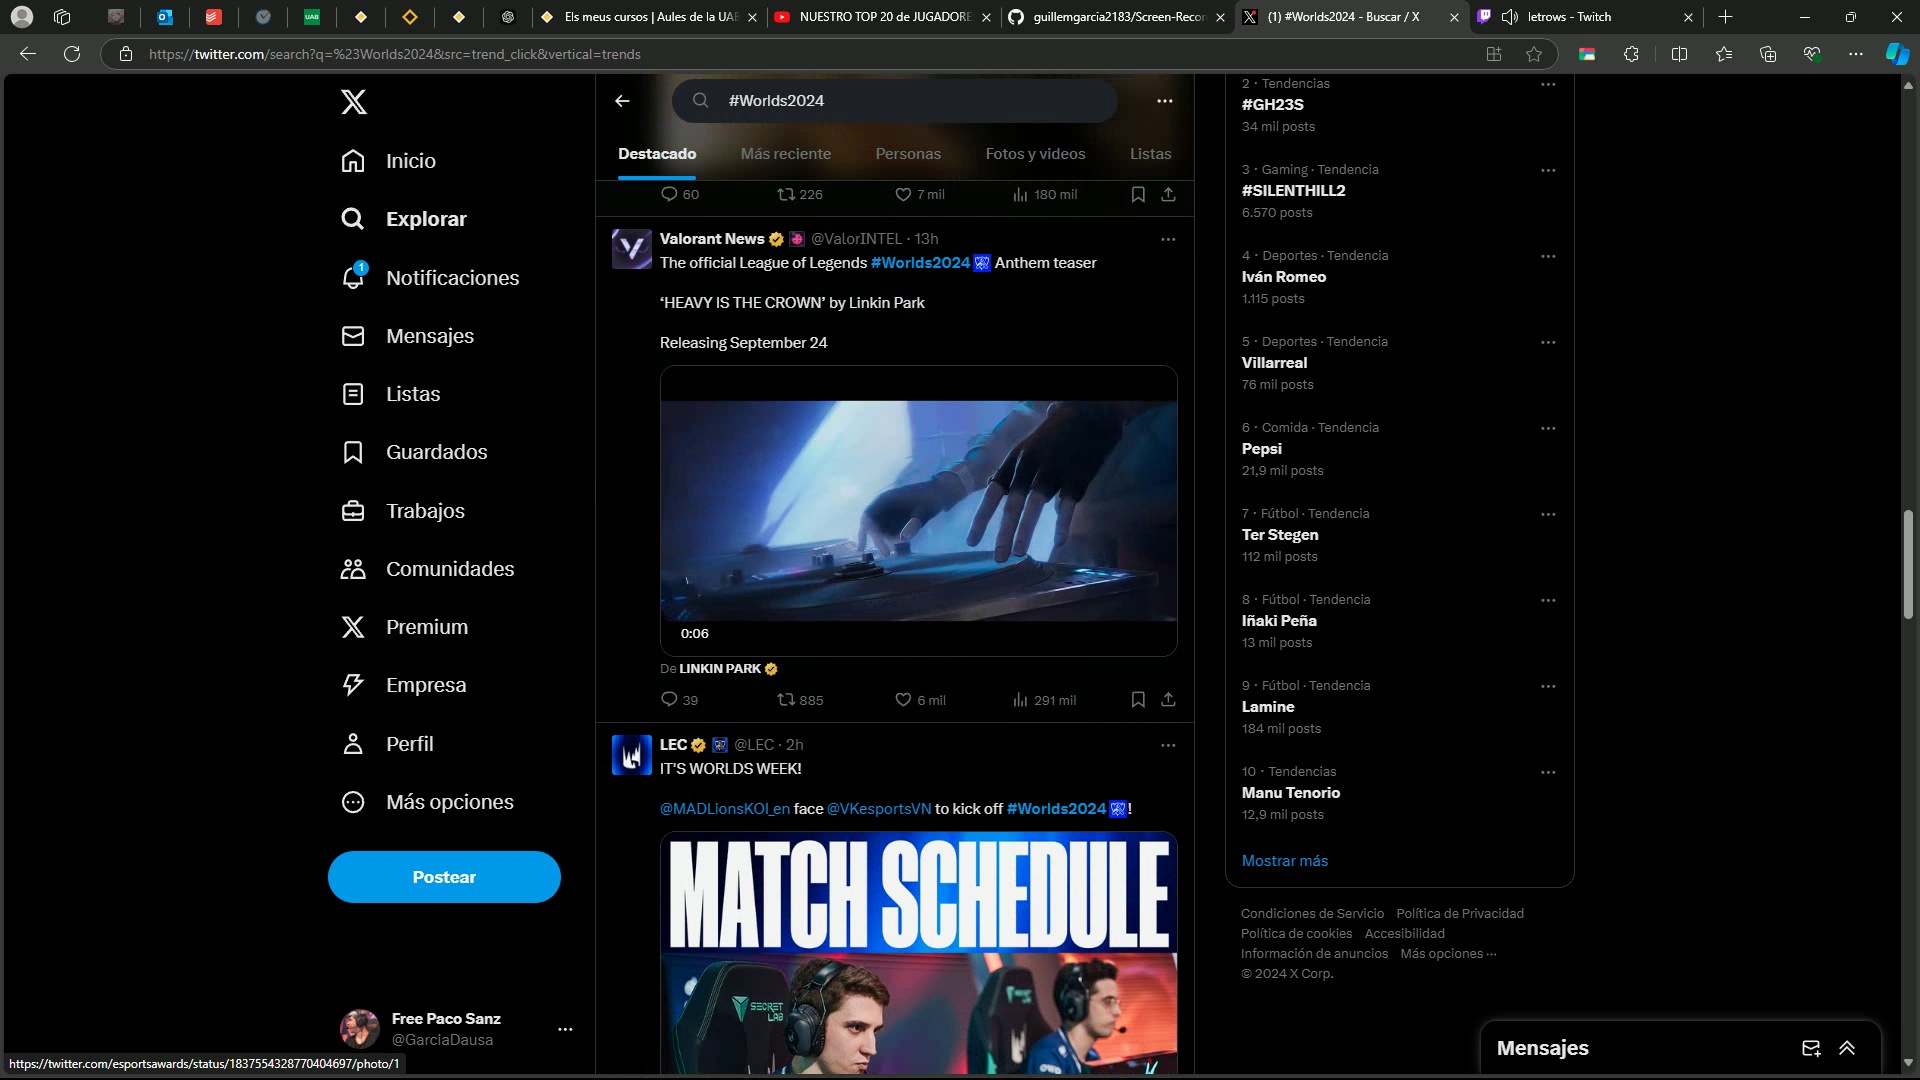 Els meus cursos | Aules de la UAB
NUESTRO TOP 20 de JUGADORE
guillemgarcia2183/Screen-Recor
(1) #Worlds2024 - Buscar / X
letrows - Twitch
https://twitter.com/search?q=%23Worlds2024&src=trend_click&vertical=trends
Inicio
Explorar
1
Notificaciones
Mensajes
Listas
Guardados
Trabajos
Comunidades
Premium
Empresa
Perfil
Más opciones
Postear
Free Paco Sanz
@GarciaDausa
https://twitter.com/esportsawards/status/1837554328770404697/photo/1
#Worlds2024
Destacado Más reciente Personas Fotos y videos Listas
60 226 7 mil 180 mil
Valorant News @ValorINTEL · 13h
The official League of Legends #Worlds2024 Anthem teaser
‘HEAVY IS THE CROWN’ by Linkin Park
Releasing September 24
0:06
De LINKIN PARK
39 885 6 mil 291 mil
LEC @LEC · 2h
IT'S WORLDS WEEK!
@MADLionsKOI_en face @VKesportsVN to kick off #Worlds2024 !
MATCH SCHEDULE
SECRET
LAB
2 · Tendencias
#GH23S
34 mil posts
3 · Gaming · Tendencia
#SILENTHILL2
6.570 posts
4 · Deportes · Tendencia
Iván Romeo
1.115 posts
5 · Deportes · Tendencia
Villarreal
76 mil posts
6 · Comida · Tendencia
Pepsi
21,9 mil posts
7 · Fútbol · Tendencia
Ter Stegen
112 mil posts
8 · Fútbol · Tendencia
Iñaki Peña
13 mil posts
9 · Fútbol · Tendencia
Lamine
184 mil posts
10 · Tendencias
Manu Tenorio
12,9 mil posts
Mostrar más
Condiciones de Servicio Política de Privacidad
Política de cookies Accesibilidad
Información de anuncios Más opciones ···
© 2024 X Corp.
Mensajes